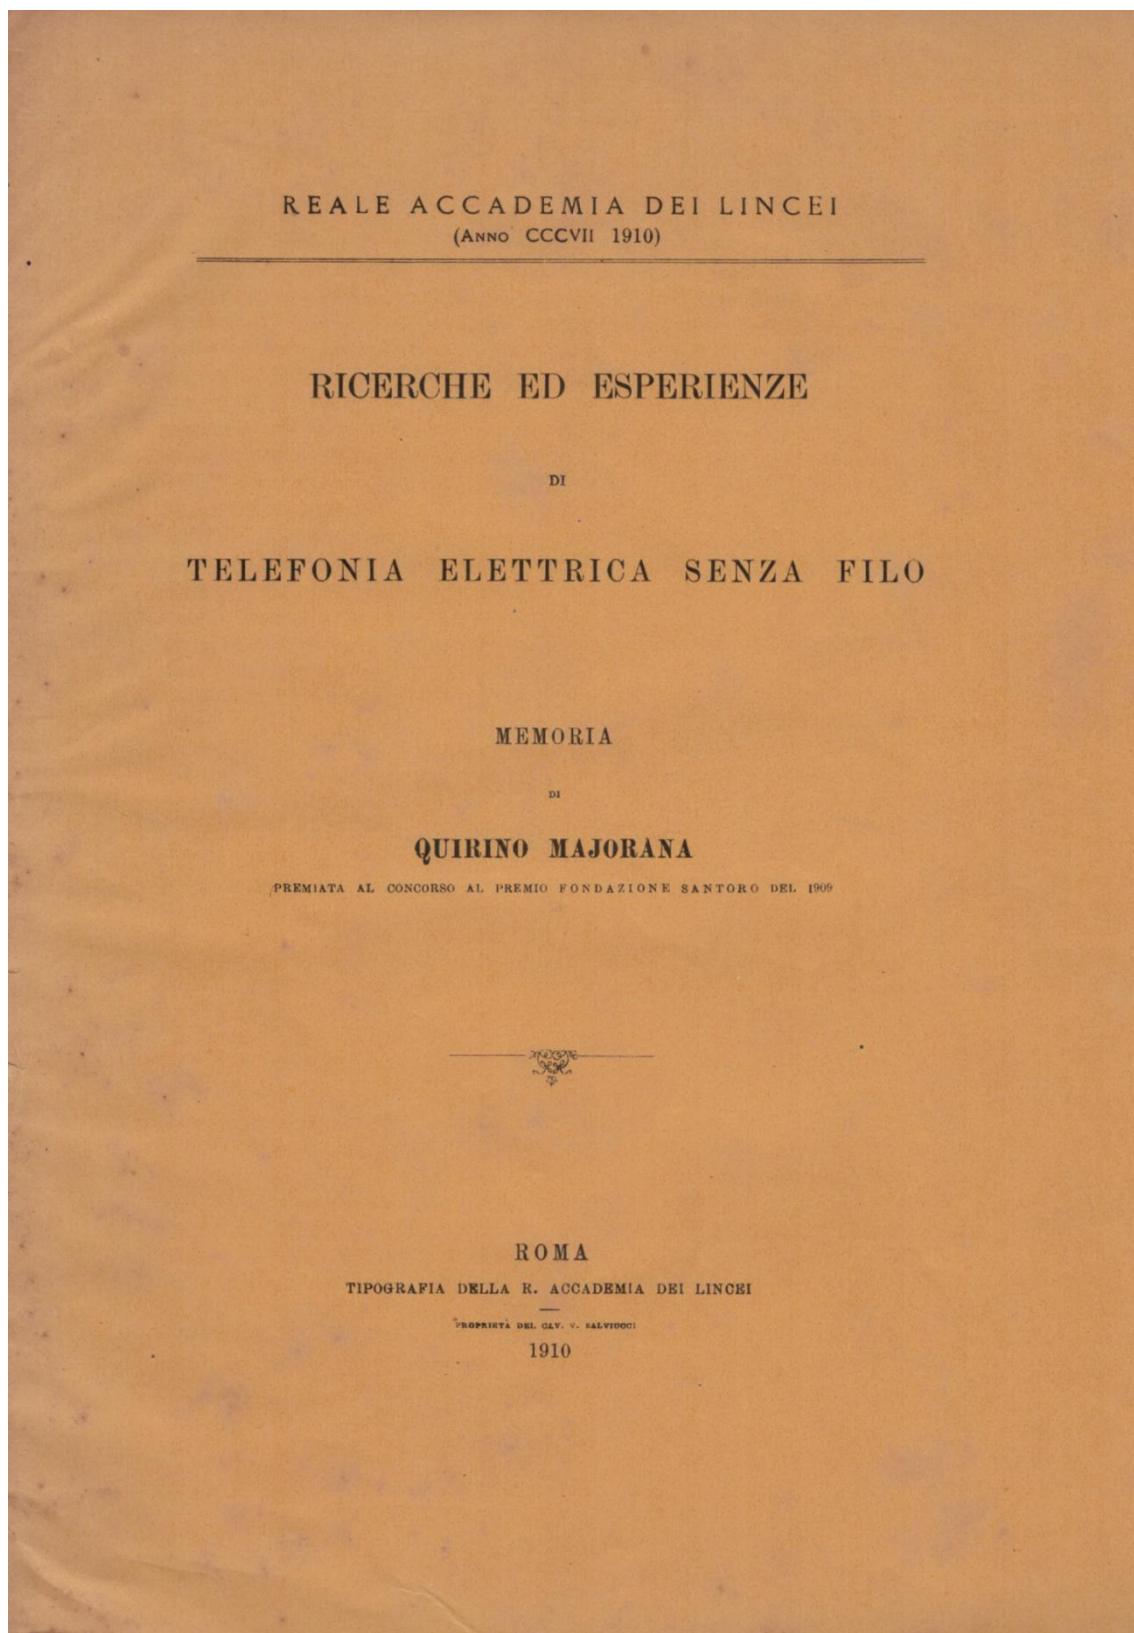 REALE ACCADEMIA DEI LINCEI
(ANNO CCCVII 1910)
RICERCHE ED ESPERIENZE
DI
TELEFONIA ELETTRICA SENZA FILO
MEMORIA
DI
QUIRINO MAJORANA
PREMIATA AL CONCORSO AL PREMIO FONDAZIONE SANTORO DEL 1909
ROMA
TIPOGRAFIA DELLA R. ACCADEMIA DEI LINCEI
PROPRIETÀ DEL CAV. V. SALVIUCCI
1910